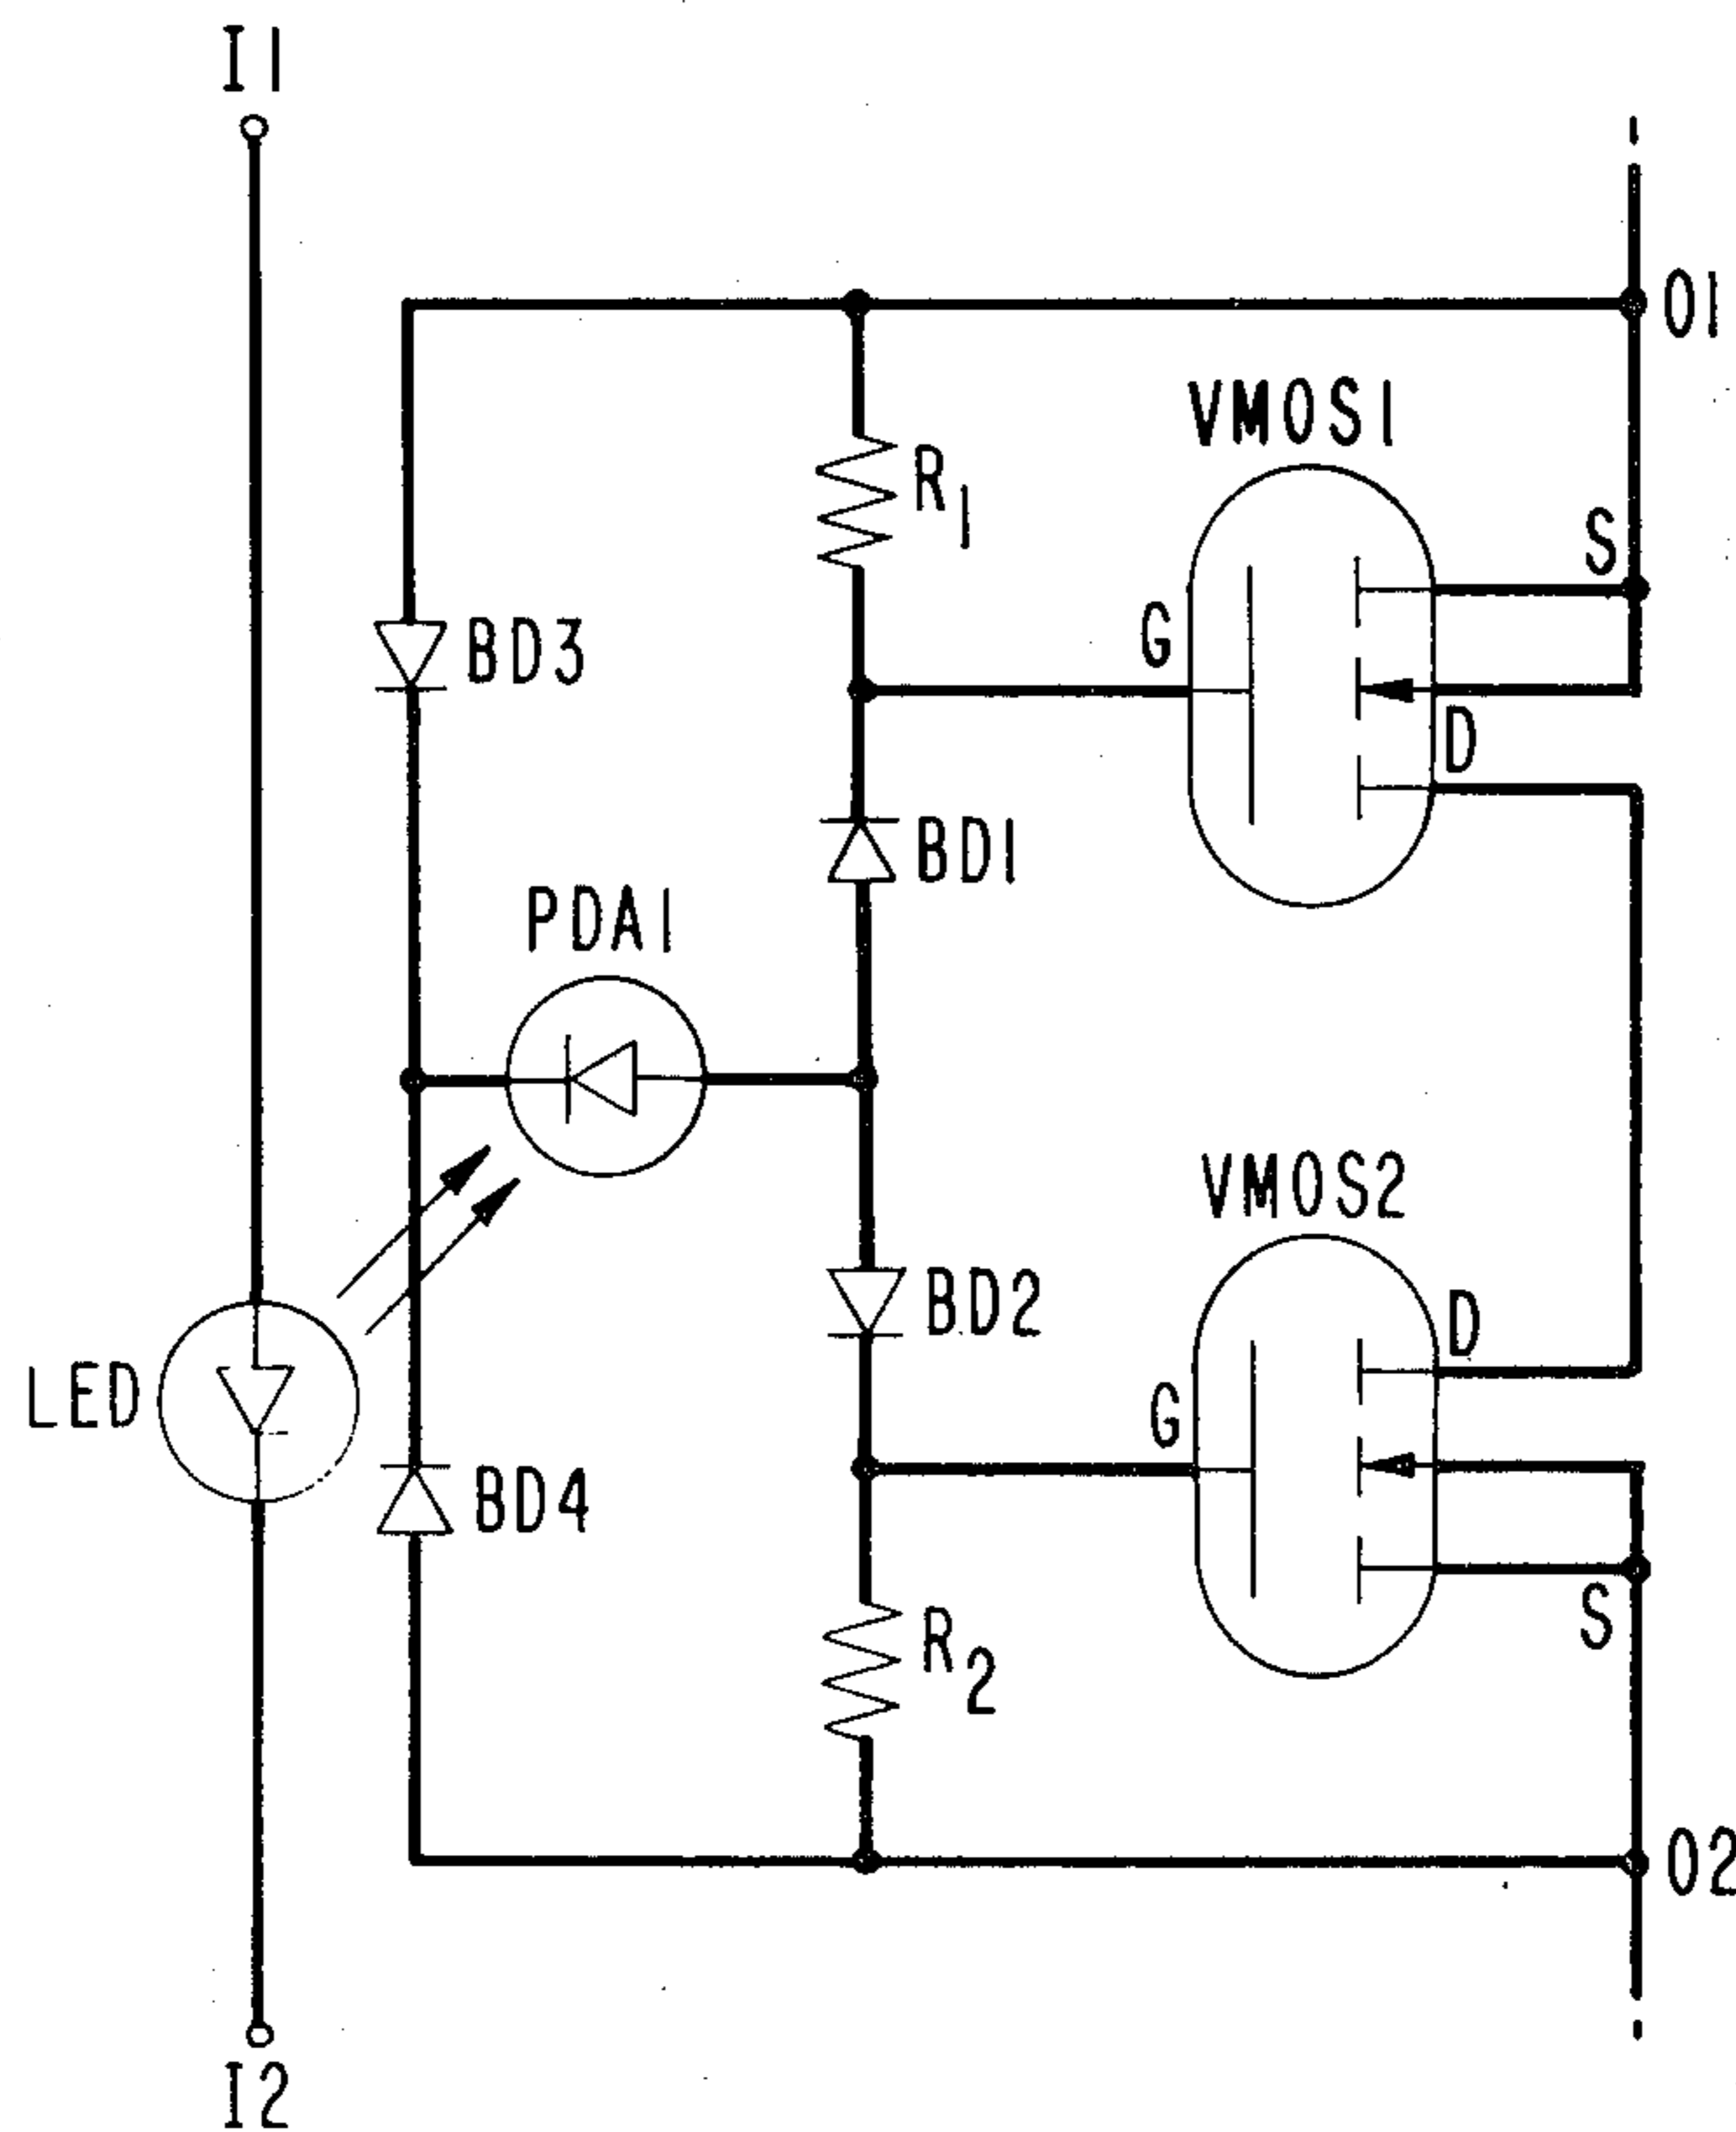 I1
O1
VMOS1
R1
S
BD3
G
D
BD1
PDA1
VMOS2
BD2
D
LED
G
BD4
S
R2
O2
I2